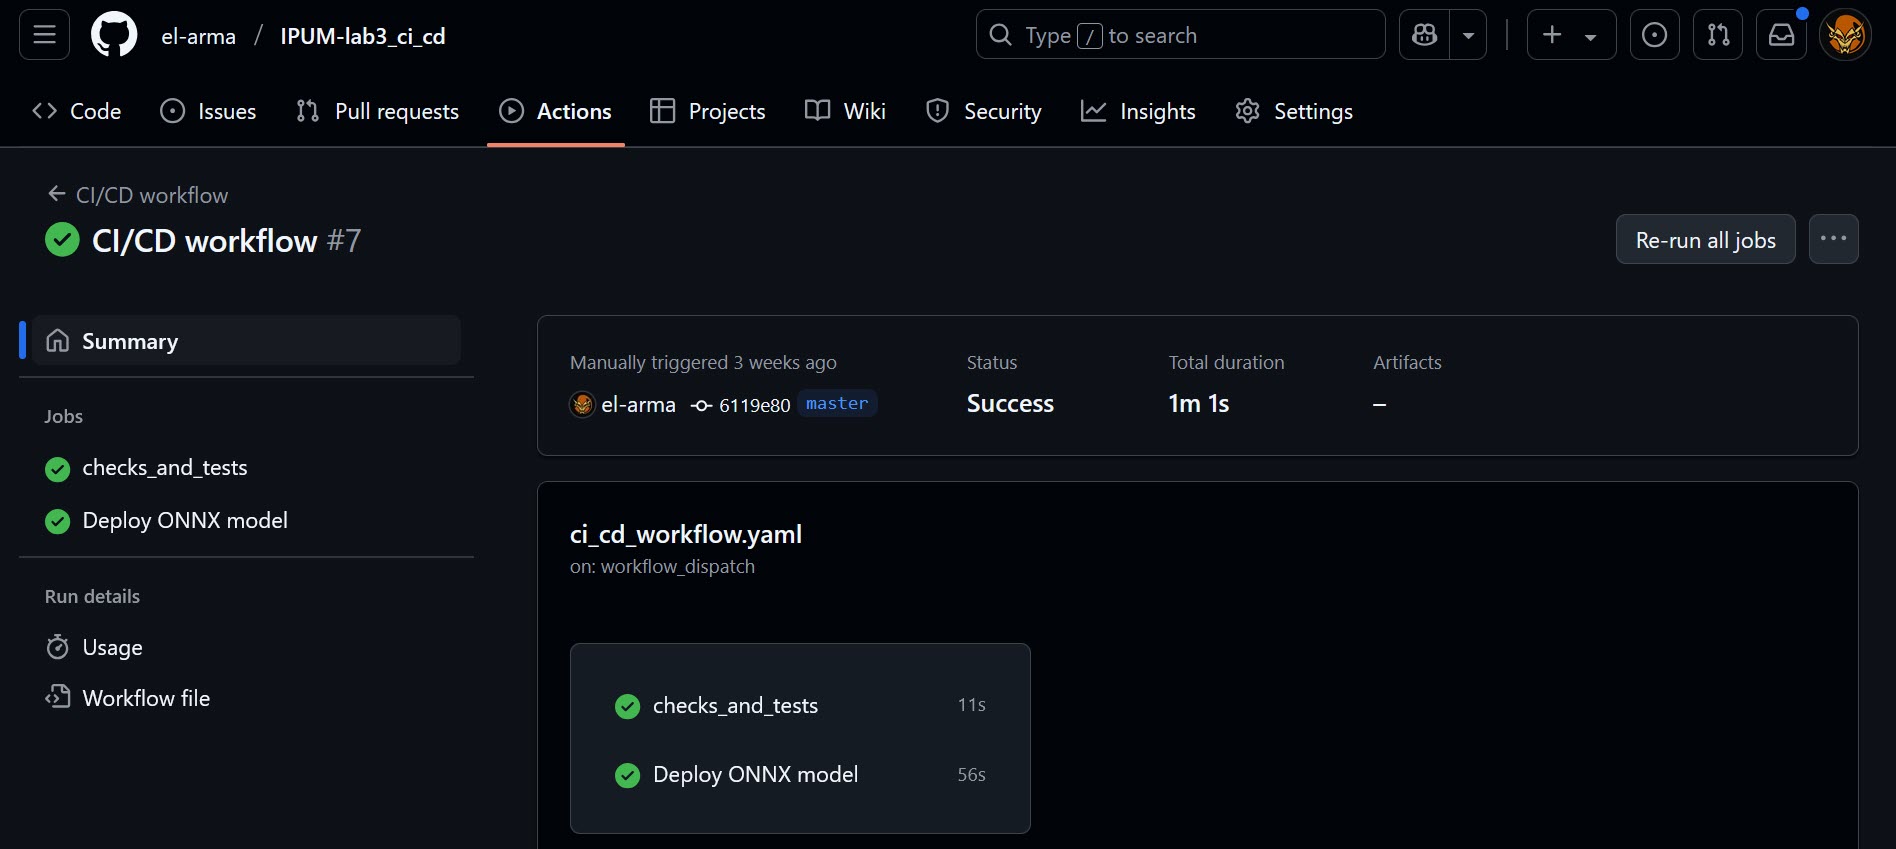 el-arma / IPUM-lab3_ci_cd
Type / to search
Code Issues Pull requests Actions Projects Wiki Security Insights Settings
CI/CD workflow
CI/CD workflow #7
Re-run all jobs
Summary
Jobs
checks_and_tests
Deploy ONNX model
Run details
Usage
Workflow file
Manually triggered 3 weeks ago
el-arma 6119e80 master
Status
Success
Total duration
1m 1s
Artifacts
–
ci_cd_workflow.yaml
on: workflow_dispatch
checks_and_tests 11s
Deploy ONNX model 56s